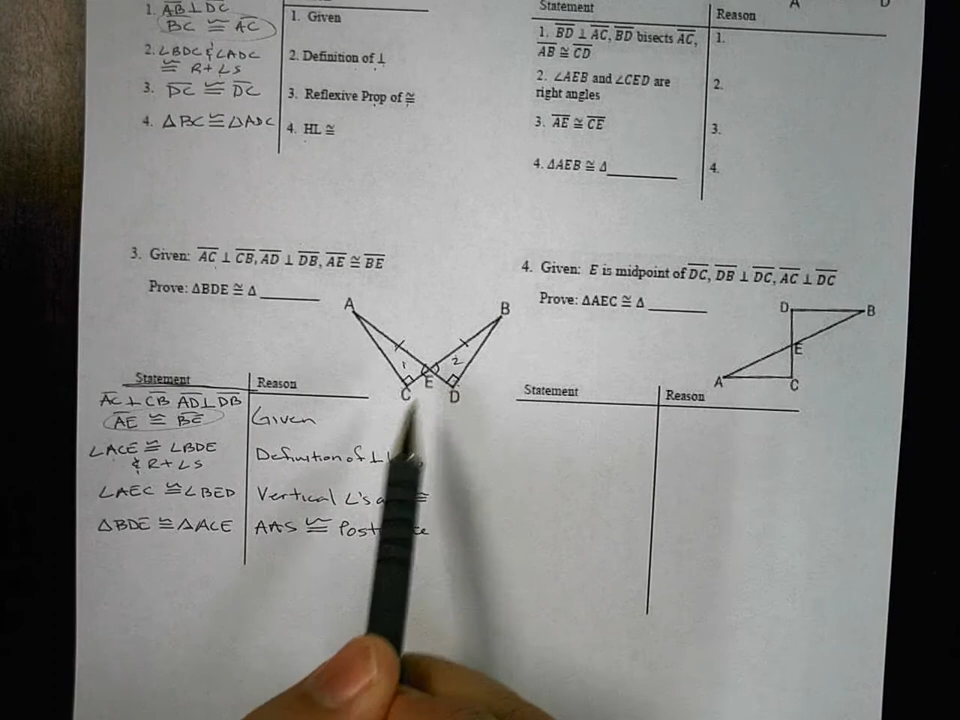 1. AB ⊥ DC
BC ≅ AC
1. Given
2. ∠BDC & ∠ADC
≅ R+ ∠S
2. Definition of ⊥
3. DC ≅ DC
3. Reflexive Prop of ≅
4. ΔBC ≅ ΔADC
4. HL ≅
Statement
Reason
1. BD ⊥ AC, BD bisects AC,
AB ≅ CD
1.
2. ∠AEB and ∠CED are
right angles
2.
3. AE ≅ CE
3.
4. ΔAEB ≅ Δ________
4.
A
D
3. Given: AC ⊥ CB, AD ⊥ DB, AE ≅ BE
Prove: ΔBDE ≅ Δ________
A
B
1
2
C
E
D
Statement
Reason
AC ⊥ CB AD ⊥ DB
AE ≅ BE
Given
∠ACE ≅ ∠BDE
& R+ ∠S
Definition of ⊥
∠AEC ≅ ∠BED
Vertical ∠'s
≅
ΔBDE ≅ ΔACE
AAS ≅
4. Given: E is midpoint of DC, DB ⊥ DC, AC ⊥ DC
Prove: ΔAEC ≅ Δ________
D
B
E
A
C
Statement
Reason